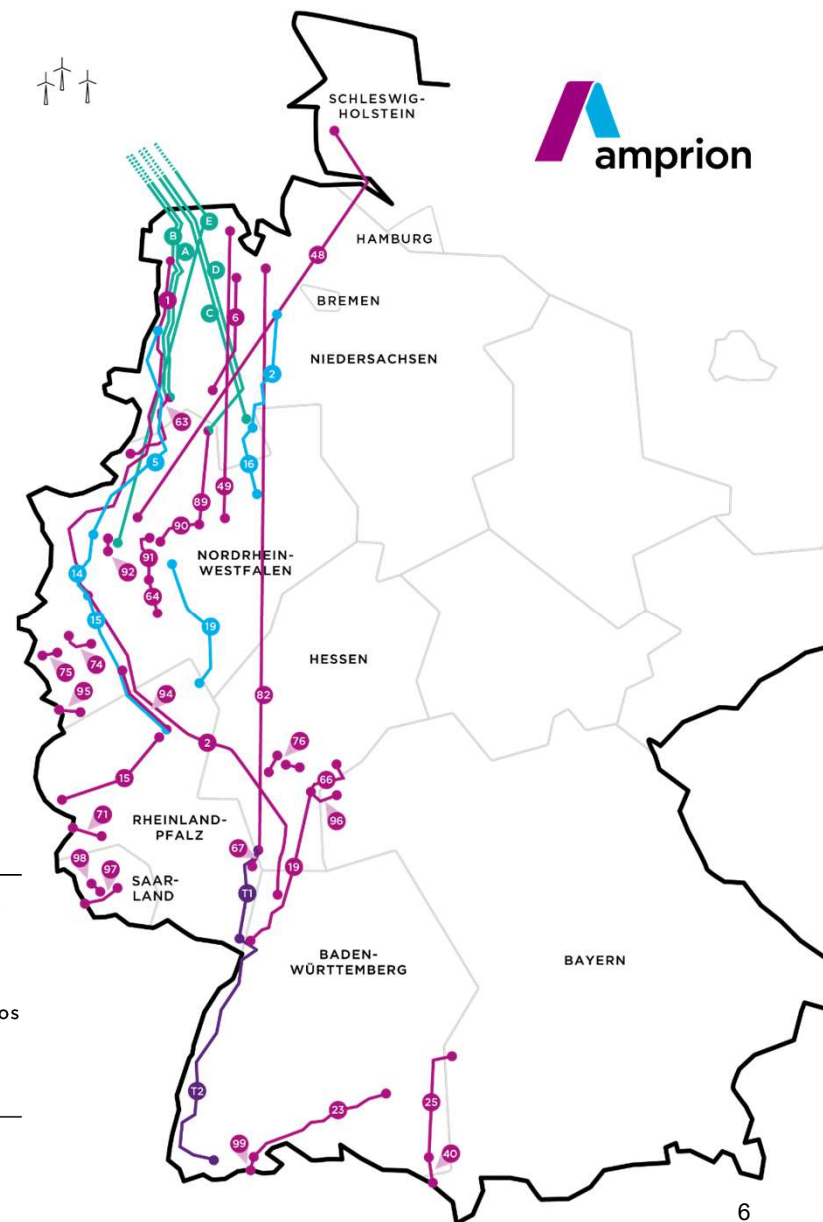 SCHLESWIG-
HOLSTEIN
amprion
E
B
A
HAMBURG
D
48
1
BREMEN
C
6
NIEDERSACHSEN
2
63
5
16
49
89
90
NORDRHEIN-
WESTFALEN
91
92
14
64
15
19
HESSEN
74
75
95
94
82
2
76
15
66
71
RHEINLAND-
PFALZ
96
67
98
97
19
SAAR-
LAND
T1
BADEN-
WÜRTTEMBERG
BAYERN
os
T2
25
23
99
40
6